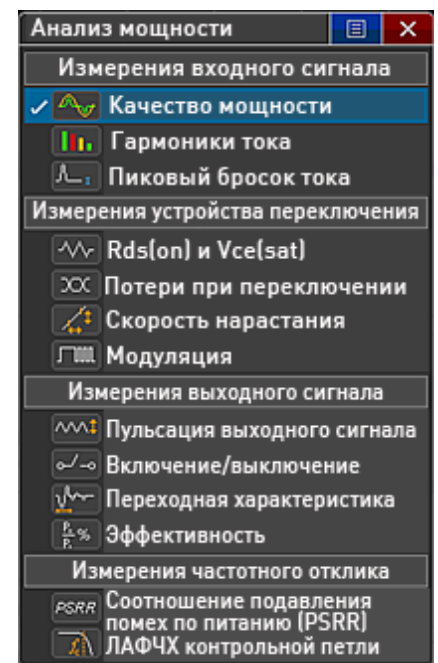 Анализ мощности
Измерения входного сигнала
Качество мощности
Гармоники тока
Пиковый бросок тока
Измерения устройства переключения
Rds(on) и Vce(sat)
Потери при переключении
Скорость нарастания
Модуляция
Измерения выходного сигнала
Пульсация выходного сигнала
Включение/выключение
Переходная характеристика
Эффективность
Измерения частотного отклика
PSRR Соотношение подавления
помех по питанию (PSRR)
ЛАФЧХ контрольной петли